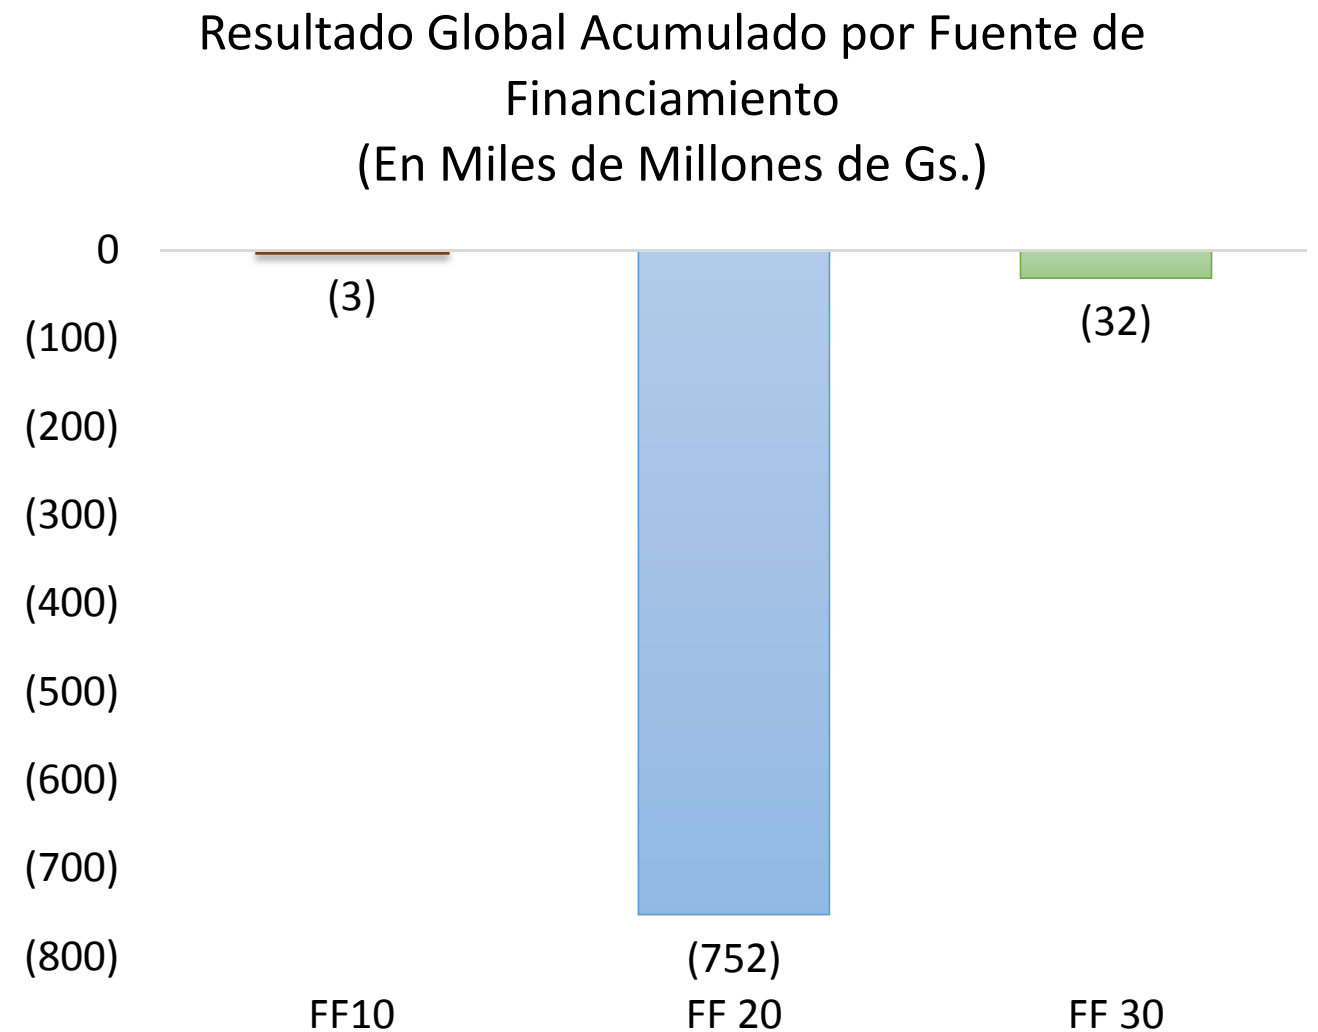 Resultado Global Acumulado por Fuente de
Financiamiento
(En Miles de Millones de Gs.)
0
(100)
(200)
(300)
(400)
(500)
(600)
(700)
(800)
(3)
(752)
(32)
FF10
FF 20
FF 30